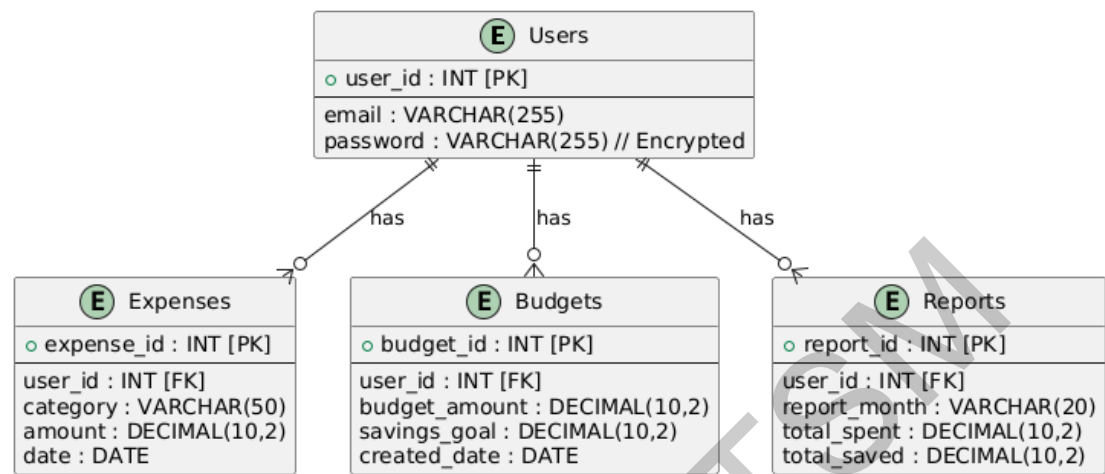 E Users
user_id : INT [PK]
email : VARCHAR(255)
password : VARCHAR(255) // Encrypted
has
has
has
E Expenses
expense_id : INT [PK]
user_id : INT [FK]
category : VARCHAR(50)
amount : DECIMAL(10,2)
date : DATE
E Budgets
budget_id : INT [PK]
user_id : INT [FK]
budget_amount : DECIMAL(10,2)
savings_goal : DECIMAL(10,2)
created_date : DATE
E Reports
report_id : INT [PK]
user_id : INT [FK]
report_month : VARCHAR(20)
total_spent : DECIMAL(10,2)
total_saved : DECIMAL(10,2)